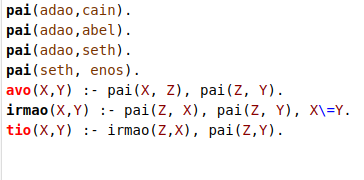 pai(adao,cain).
pai(adao,abel).
pai(adao,seth).
pai(seth, enos).
avo(X,Y) :- pai(X, Z), pai(Z, Y).
irmao(X,Y) :- pai(Z, X), pai(Z, Y), X\=Y.
tio(X,Y) :- irmao(Z,X), pai(Z,Y).